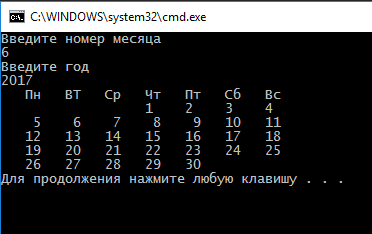 C:\WINDOWS\system32\cmd.exe
Введите номер месяца
6
Введите год
2017
Пн ВТ Ср Чт Пт Сб Вс
1 2 3 4
5 6 7 8 9 10 11
12 13 14 15 16 17 18
19 20 21 22 23 24 25
26 27 28 29 30
Для продолжения нажмите любую клавишу . . .